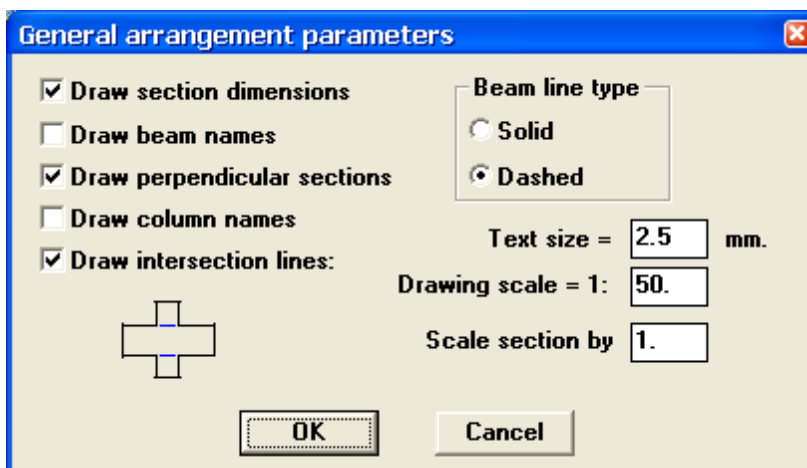 General arrangement parameters
Draw section dimensions
Draw beam names
Draw perpendicular sections
Draw column names
Draw intersection lines:
Beam line type
Solid
Dashed
Text size = 2.5 mm.
Drawing scale = 1: 50.
Scale section by 1.
OK Cancel